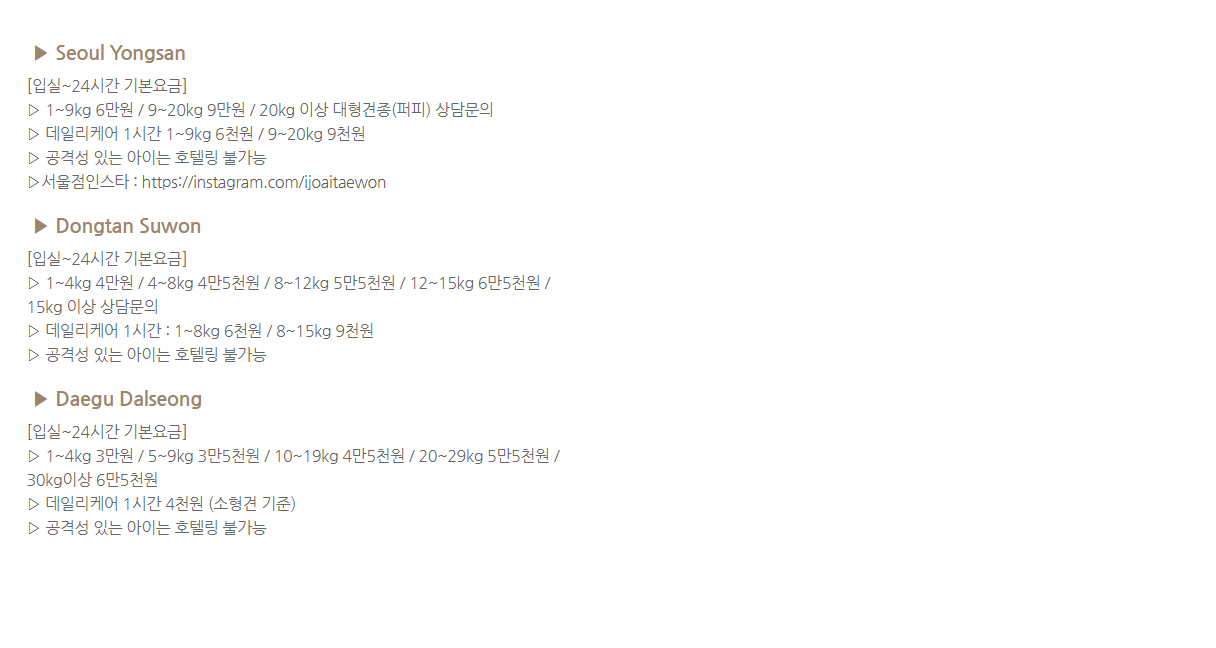 ▶ Seoul Yongsan
[입실~24시간 기본요금]
▷ 1~9kg 6만원 / 9~20kg 9만원 / 20kg 이상 대형견종(퍼피) 상담문의
▷ 데일리케어 1시간 1~9kg 6천원 / 9~20kg 9천원
▷ 공격성 있는 아이는 호텔링 불가능
▷서울점인스타 : https://instagram.com/ijoaitaewon
▶ Dongtan Suwon
[입실~24시간 기본요금]
▷ 1~4kg 4만원 / 4~8kg 4만5천원 / 8~12kg 5만5천원 / 12~15kg 6만5천원 /
15kg 이상 상담문의
▷ 데일리케어 1시간 : 1~8kg 6천원 / 8~15kg 9천원
▷ 공격성 있는 아이는 호텔링 불가능
▶ Daegu Dalseong
[입실~24시간 기본요금]
▷ 1~4kg 3만원 / 5~9kg 3만5천원 / 10~19kg 4만5천원 / 20~29kg 5만5천원 /
30kg이상 6만5천원
▷ 데일리케어 1시간 4천원 (소형견 기준)
▷ 공격성 있는 아이는 호텔링 불가능